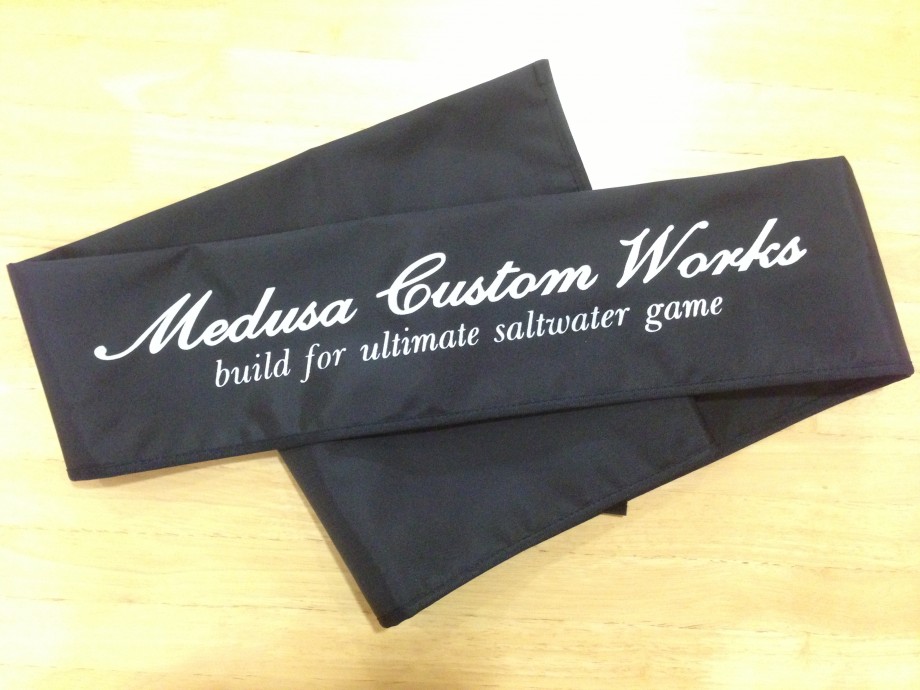 Medusa Custom Works
build for ultimate saltwater game